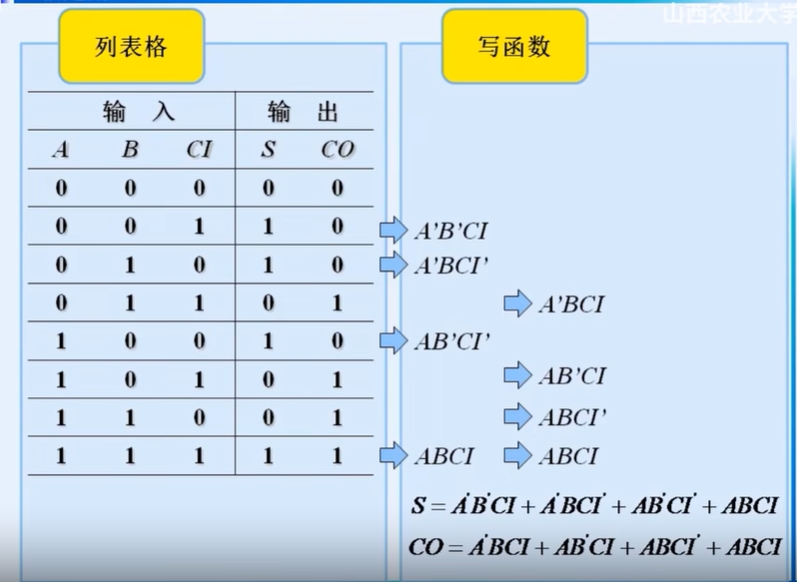 山西农业大学
列表格
写函数
输 入 输 出
A B CI S CO
0 0 0 0 0
0 0 1 1 0
A’B’CI
0 1 0 1 0
A’BCI’
0 1 1 0 1
A’BCI
1 0 0 1 0
AB’CI’
1 0 1 0 1
AB’CI
1 1 0 0 1
ABCI’
1 1 1 1 1
ABCI ABCI
S = A'B'CI + A'BCI' + AB'CI' + ABCI
CO = A'BCI + AB'CI + ABCI' + ABCI